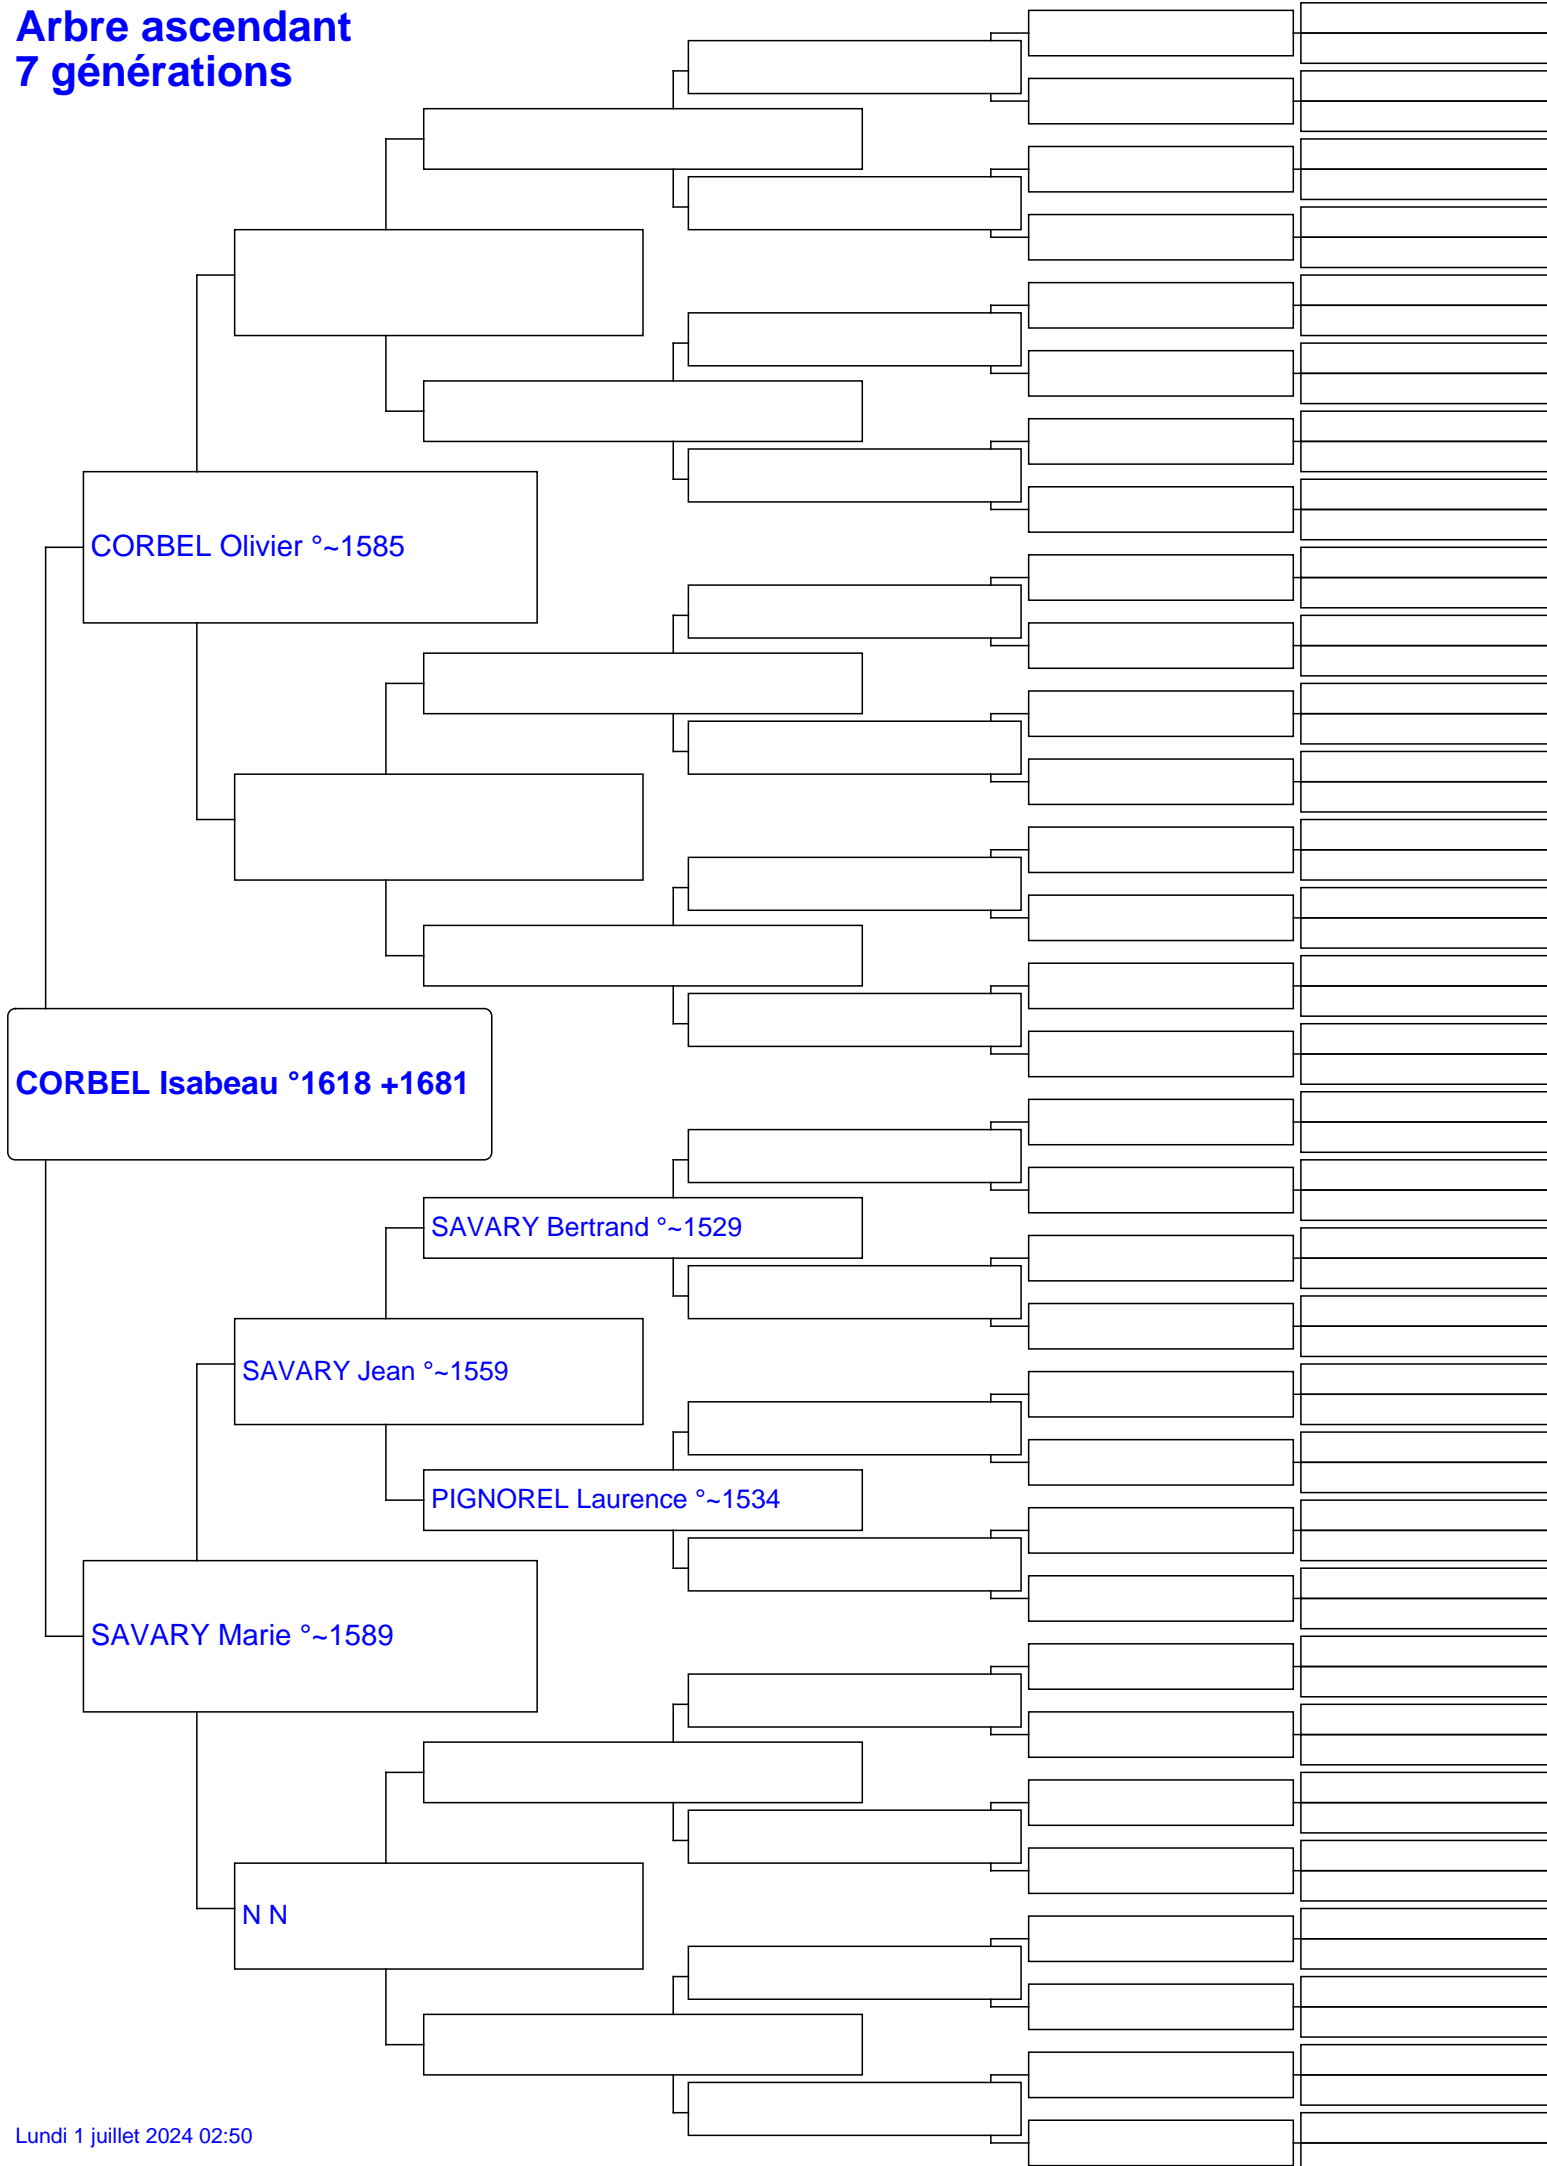 Arbre ascendant
7 générations
CORBEL Olivier °~1585
CORBEL Isabeau °1618 +1681
SAVARY Bertrand °~1529
SAVARY Jean °~1559
PIGNOREL Laurence °~1534
SAVARY Marie °~1589
N N
Lundi 1 juillet 2024 02:50